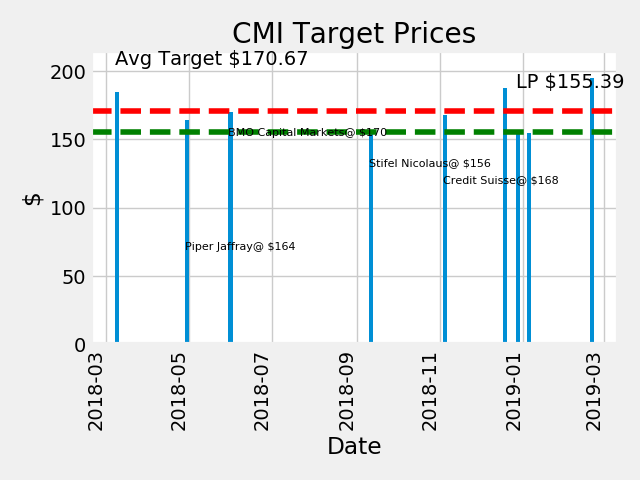 CMI Target Prices
Avg Target $170.67
LP $155.39
BMO Capital Markets@ $170
Stifel Nicolaus@ $156
Credit Suisse@ $168
Piper Jaffray@ $164
$
200
150
100
50
0
2018-03
2018-05
2018-07
2018-09
2018-11
2019-01
2019-03
Date